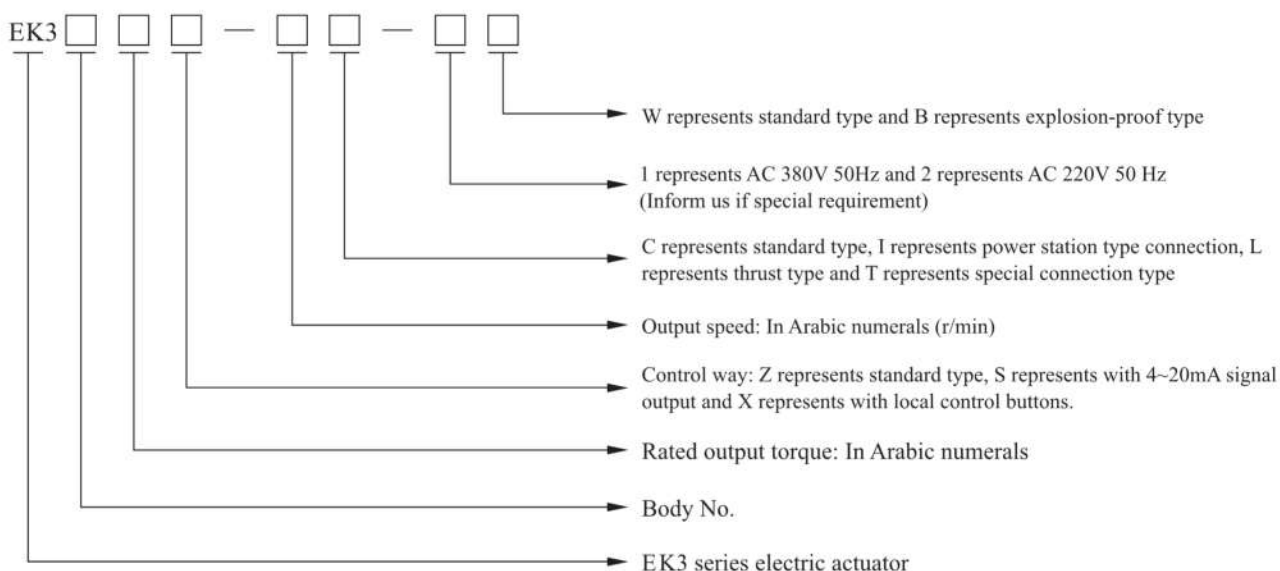 EK3 □ □ □ — □ □ — □ □
W represents standard type and B represents explosion-proof type
1 represents AC 380V 50Hz and 2 represents AC 220V 50 Hz
(Inform us if special requirement)
C represents standard type, I represents power station type connection, L
represents thrust type and T represents special connection type
Output speed: In Arabic numerals (r/min)
Control way: Z represents standard type, S represents with 4~20mA signal
output and X represents with local control buttons.
Rated output torque: In Arabic numerals
Body No.
EK3 series electric actuator